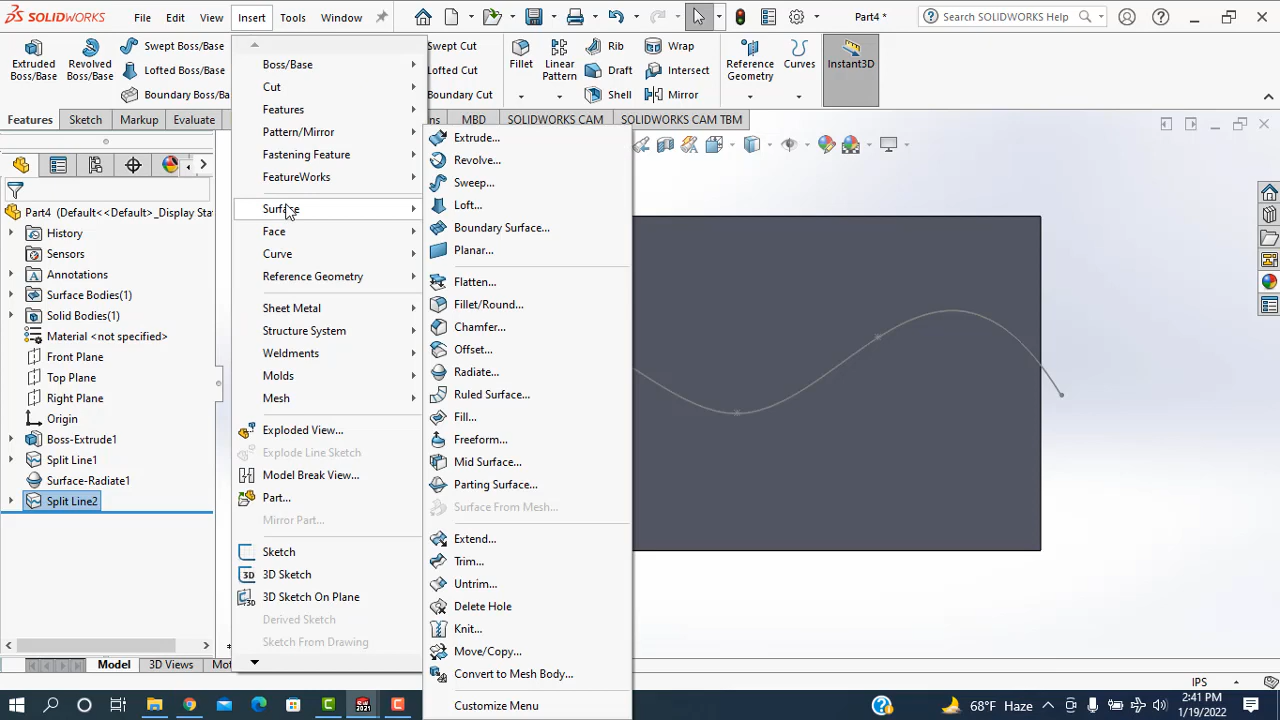 SOLIDWORKS File Edit View Insert Tools Window Part4 * Search SOLIDWORKS Help
Extruded Boss/Base
Revolved Boss/Base
Swept Boss/Base
Lofted Boss/Base
Boundary Boss/Ba
Swept Cut
Lofted Cut
Boundary Cut
Fillet
Linear Pattern
Rib
Draft
Shell
Wrap
Intersect
Mirror
Reference Geometry
Curves
Instant3D
Features Sketch Markup Evaluate MBD SOLIDWORKS CAM SOLIDWORKS CAM TBM
Part4 (Default<<Default>_Display Sta
History
Sensors
Annotations
Surface Bodies(1)
Solid Bodies(1)
Material <not specified>
Front Plane
Top Plane
Right Plane
Origin
Boss-Extrude1
Split Line1
Surface-Radiate1
Split Line2
Boss/Base
Cut
Features
Pattern/Mirror
Fastening Feature
FeatureWorks
Surface
Face
Curve
Reference Geometry
Sheet Metal
Structure System
Weldments
Molds
Mesh
Exploded View...
Explode Line Sketch
Model Break View...
Part...
Mirror Part...
Sketch
3D Sketch
3D Sketch On Plane
Derived Sketch
Sketch From Drawing
Extrude...
Revolve...
Sweep...
Loft...
Boundary Surface...
Planar...
Flatten...
Fillet/Round...
Chamfer...
Offset...
Radiate...
Ruled Surface...
Fill...
Freeform...
Mid Surface...
Parting Surface...
Surface From Mesh...
Extend...
Trim...
Untrim...
Delete Hole
Knit...
Move/Copy...
Convert to Mesh Body...
Customize Menu
Model 3D Views Mot
IPS
68°F Haze
2:41 PM
1/19/2022